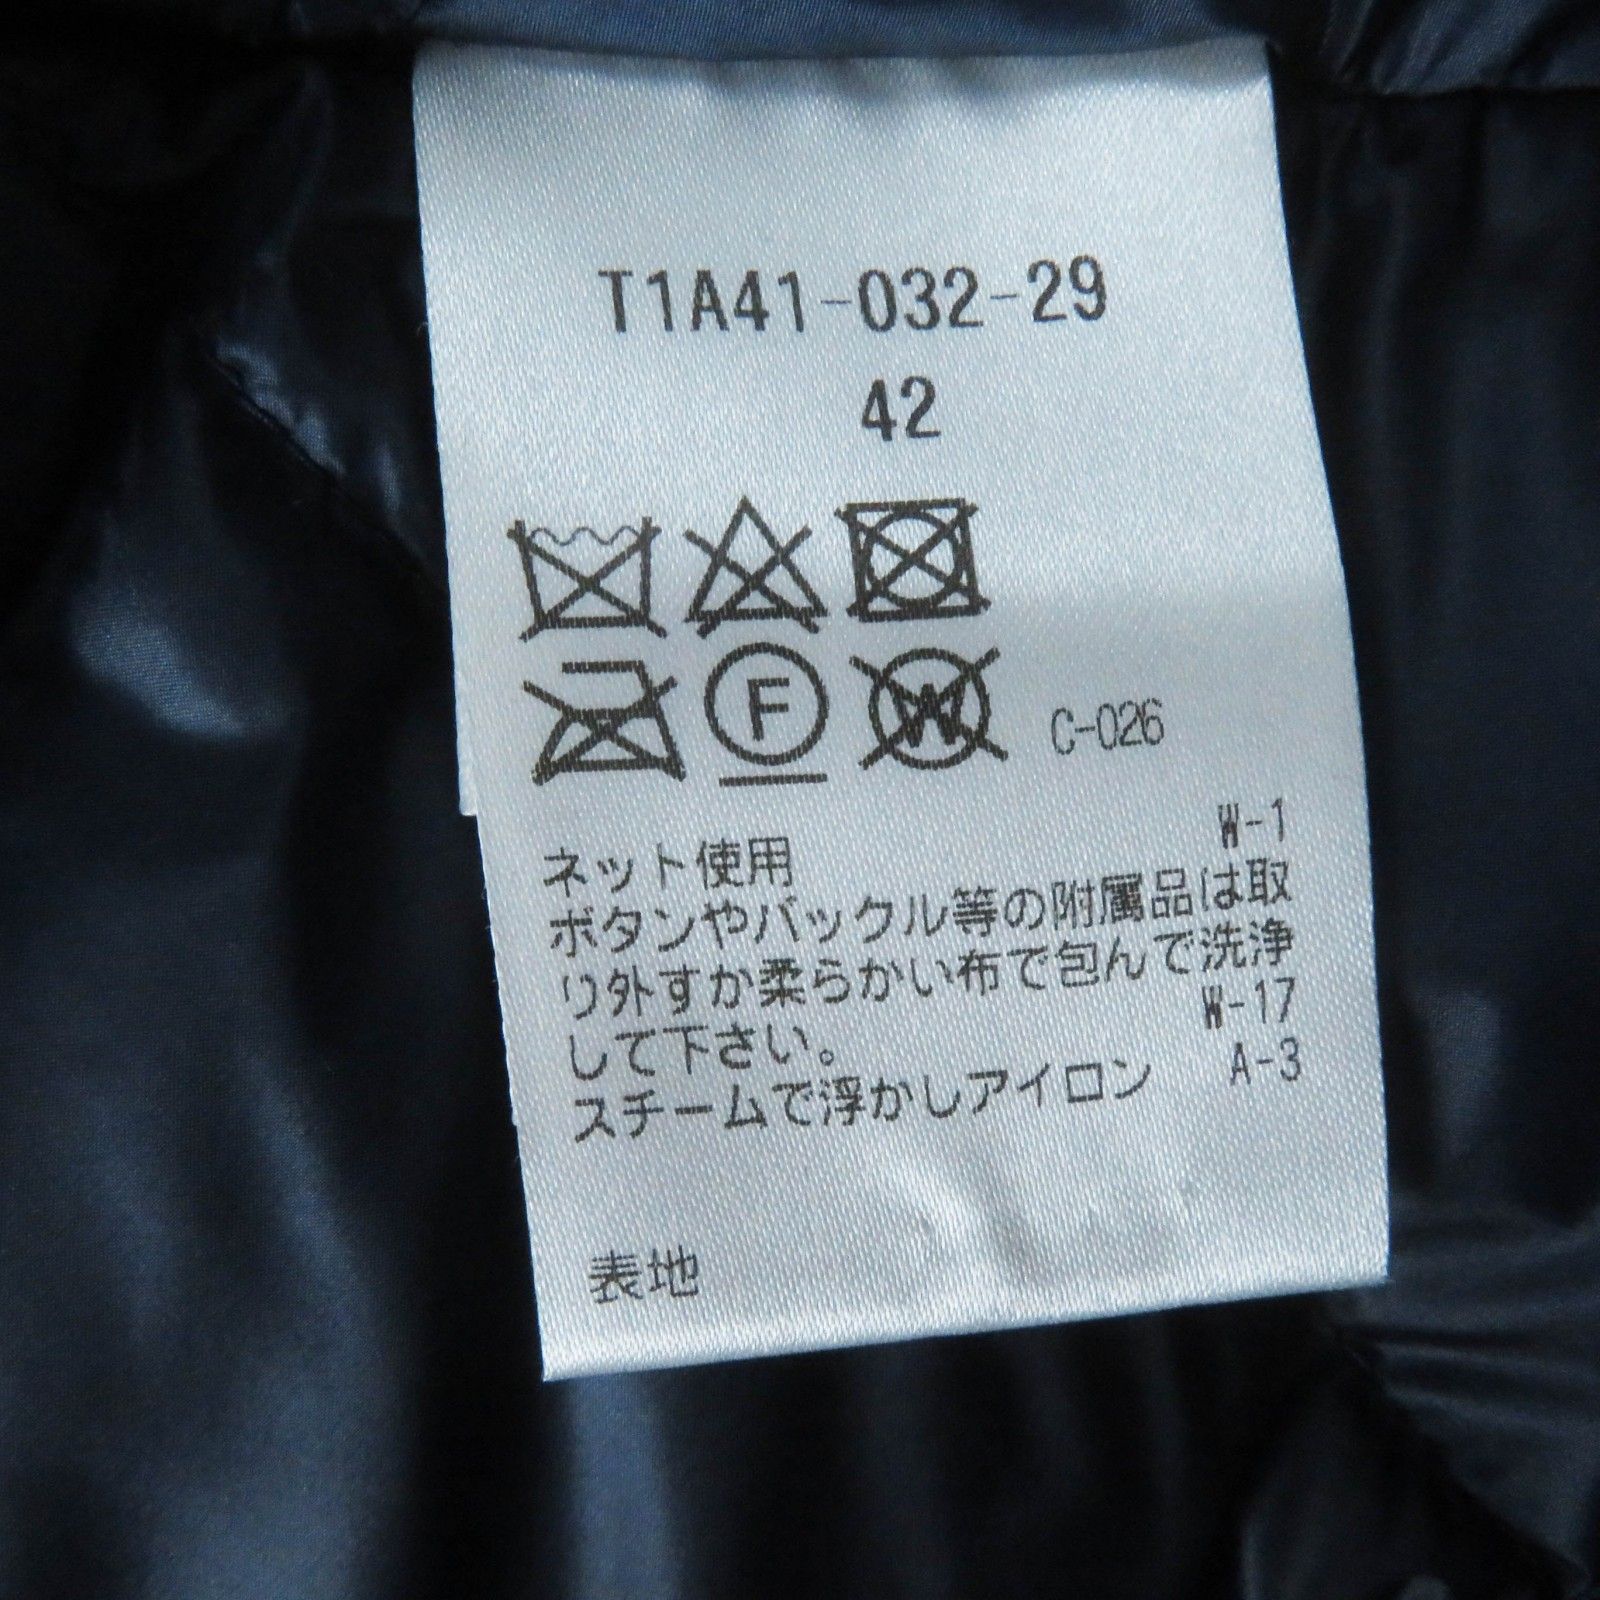 T1A41-032-29
42
F W C-026
W-1
ネット使用
ボタンやバックル等の附属品は取
り外すか柔らかい布で包んで洗浄
して下さい。 W-17
スチームで浮かしアイロン A-3
表地